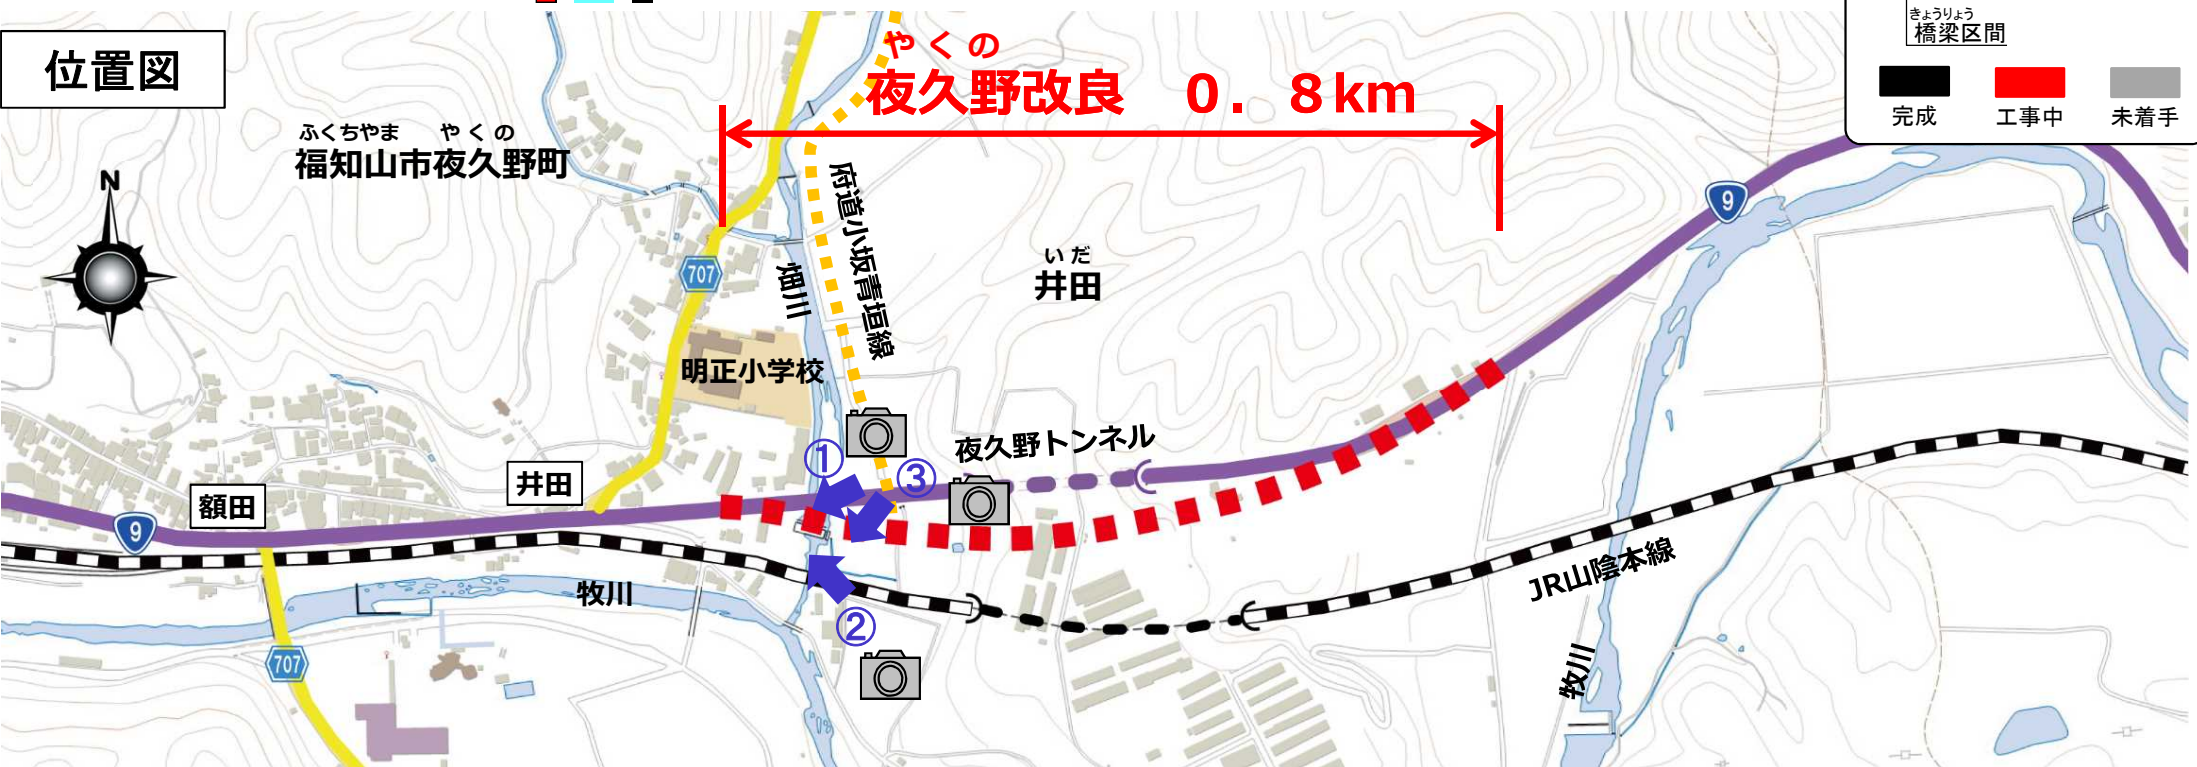 位置図
やくの
夜久野改良 0.8km
きょうりょう
橋梁区間
完成 工事中 未着手
ふくちやま やくの
福知山市夜久野町
N
9
707
府道小坂青垣線
畑川
いだ
井田
明正小学校
夜久野トンネル
①
③
井田
額田
9
牧川
②
707
JR山陰本線
牧川